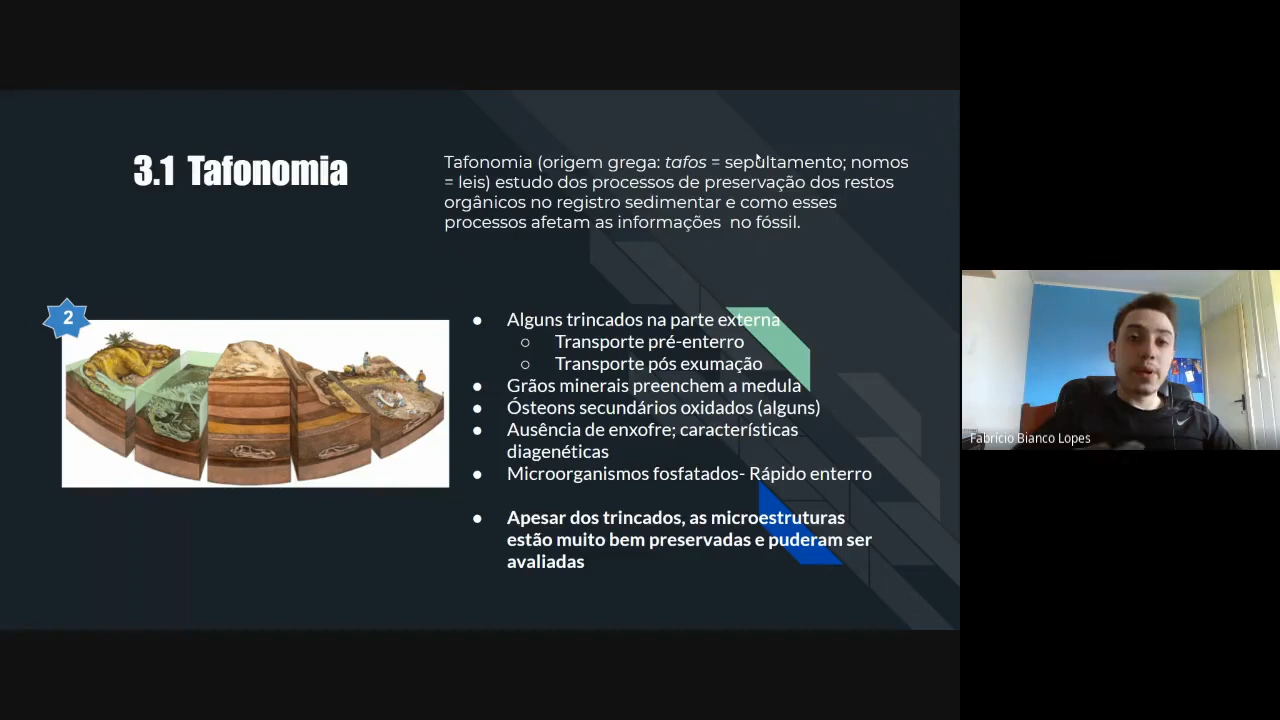 3.1 Tafonomia
Tafonomia (origem grega: tafos = sepultamento; nomos
= leis) estudo dos processos de preservação dos restos
orgânicos no registro sedimentar e como esses
processos afetam as informações no fóssil.
2
● Alguns trincados na parte externa
○ Transporte pré-enterro
○ Transporte pós exumação
● Grãos minerais preenchem a medula
● Ósteons secundários oxidados (alguns)
● Ausência de enxofre; características
diagenéticas
● Microorganismos fosfatados- Rápido enterro
● Apesar dos trincados, as microestruturas
estão muito bem preservadas e puderam ser
avaliadas
Fabrício Bianco Lopes